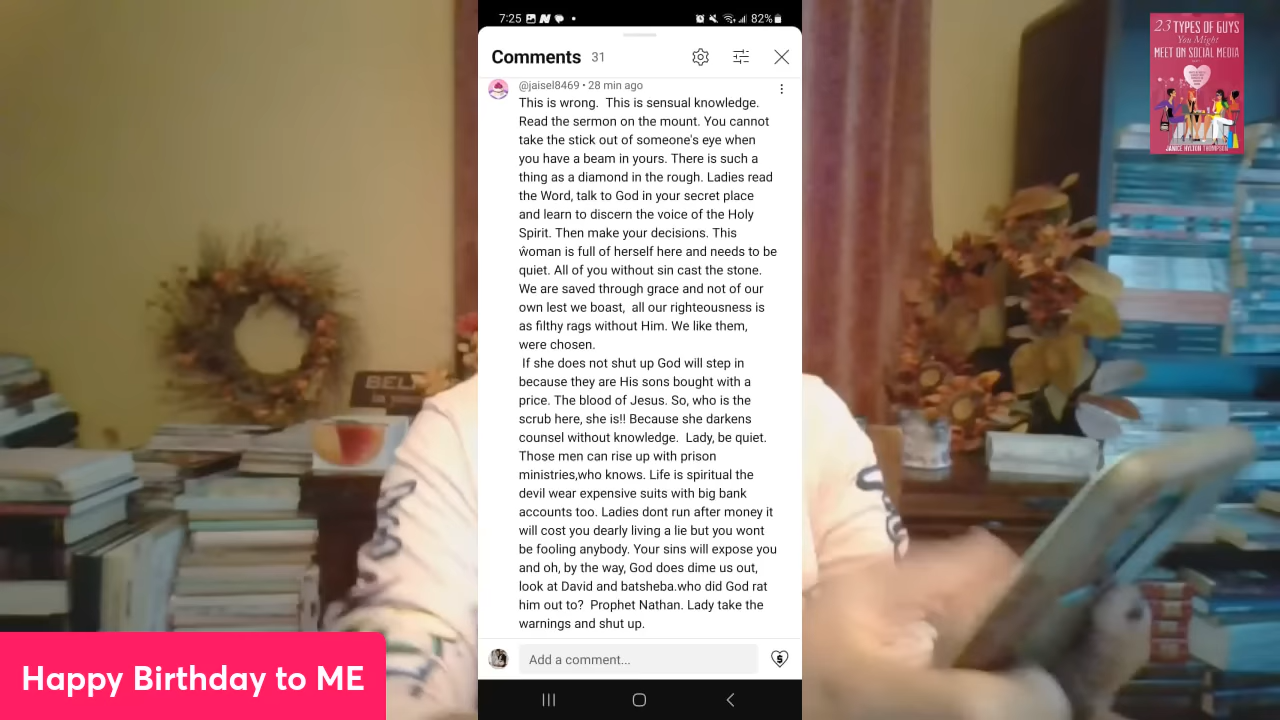 7:25
82%
Comments 31
@jaisel8469 • 28 min ago
This is wrong.  This is sensual knowledge.
Read the sermon on the mount. You cannot
take the stick out of someone's eye when
you have a beam in yours. There is such a
thing as a diamond in the rough. Ladies read
the Word, talk to God in your secret place
and learn to discern the voice of the Holy
Spirit. Then make your decisions. This
ŵoman is full of herself here and needs to be
quiet. All of you without sin cast the stone.
We are saved through grace and not of our
own lest we boast,  all our righteousness is
as filthy rags without Him. We like them,
were chosen.
If she does not shut up God will step in
because they are His sons bought with a
price. The blood of Jesus. So, who is the
scrub here, she is!! Because she darkens
counsel without knowledge.  Lady, be quiet.
Those men can rise up with prison
ministries,who knows. Life is spiritual the
devil wear expensive suits with big bank
accounts too. Ladies dont run after money it
will cost you dearly living a lie but you wont
be fooling anybody. Your sins will expose you
and oh, by the way, God does dime us out,
look at David and batsheba.who did God rat
him out to?  Prophet Nathan. Lady take the
warnings and shut up.
Add a comment...
23 TYPES OF GUYS
You Might
MEET ON SOCIAL MEDIA
JANICE HYLTON THOMPSON
Happy Birthday to ME